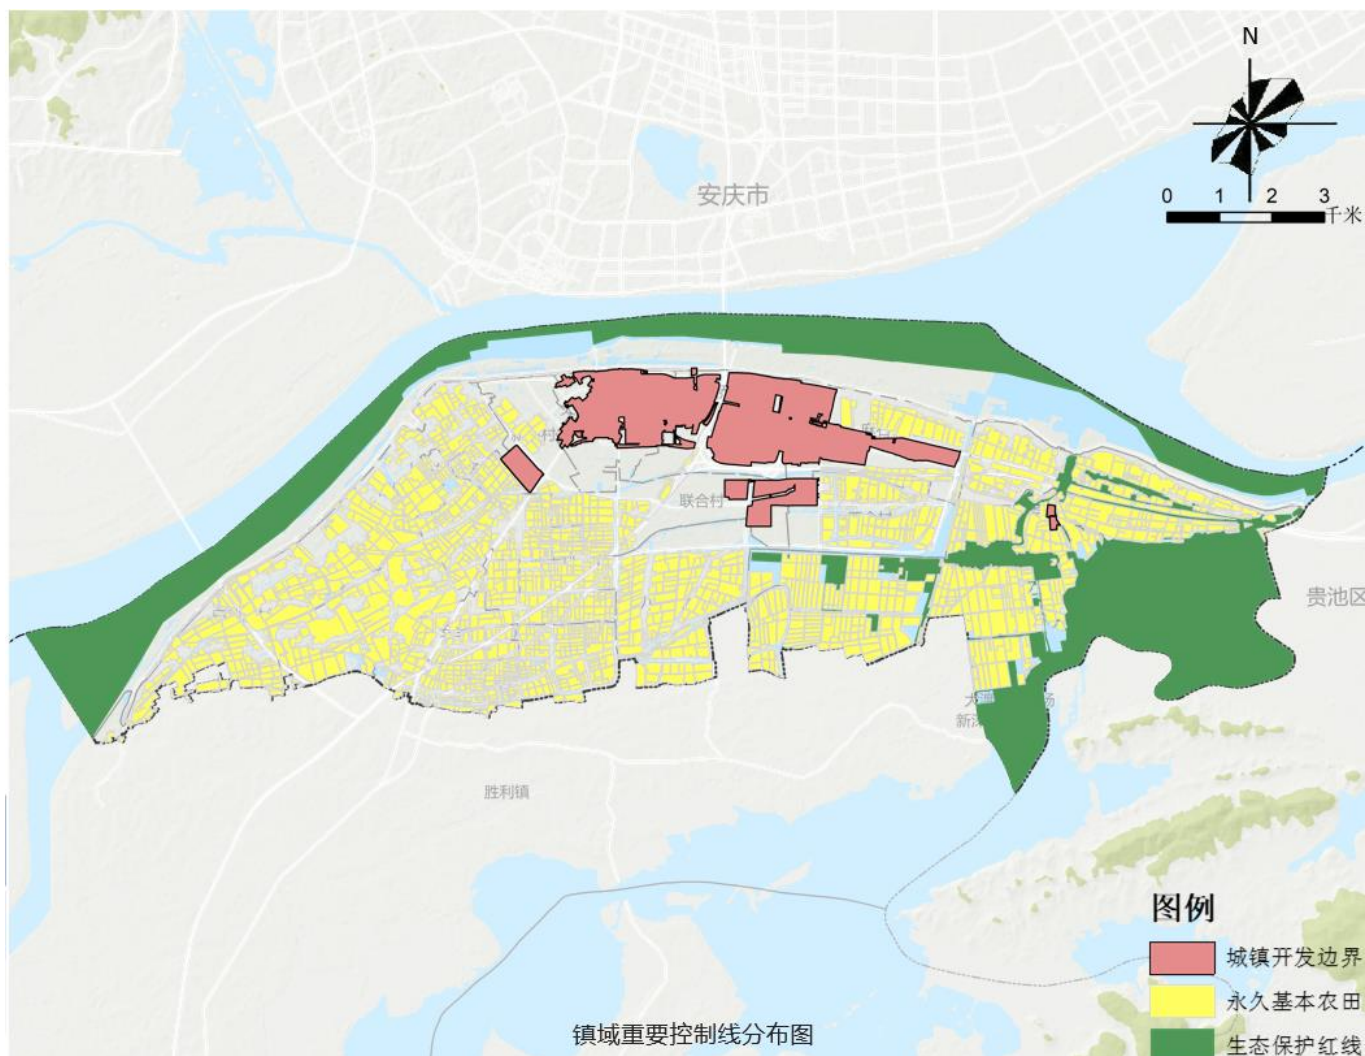 N
0 1 2 3
千米
安庆市
村
联合村
贵池区
胜利镇
图例
城镇开发边界
永久基本农田
生态保护红线
镇域重要控制线分布图